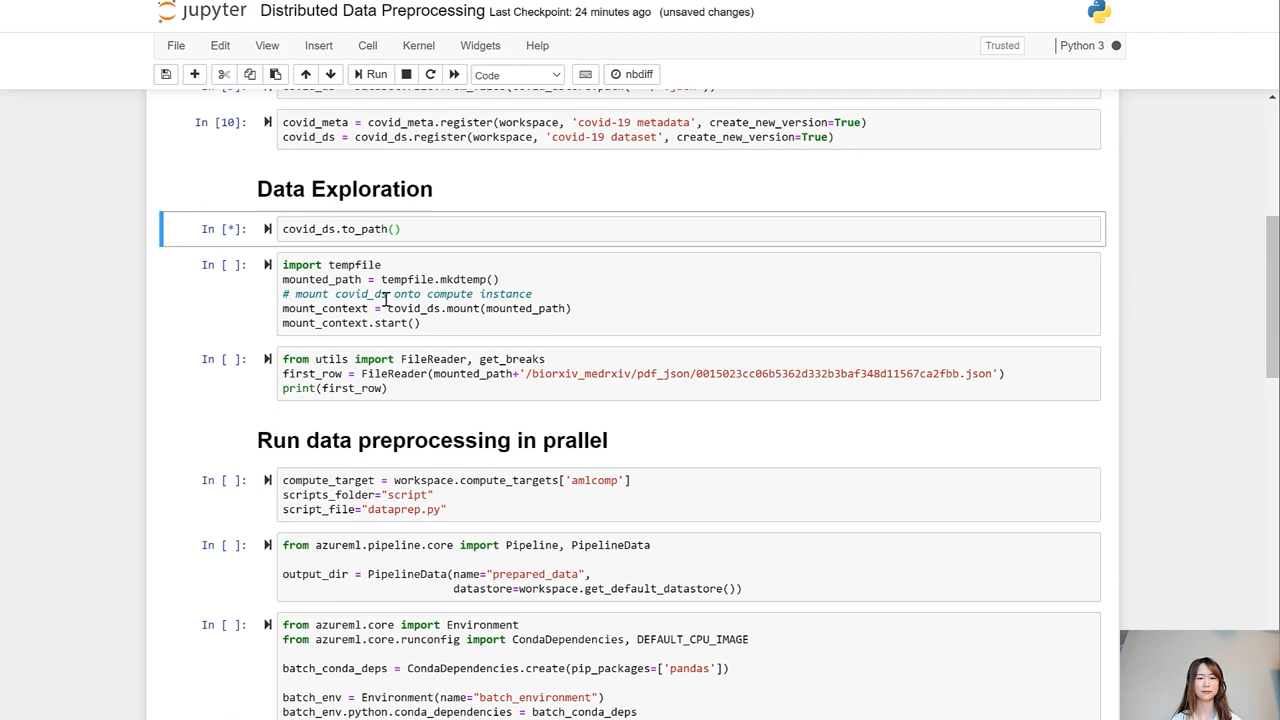 jupyter Distributed Data Preprocessing Last Checkpoint: 24 minutes ago (unsaved changes)
File Edit View Insert Cell Kernel Widgets Help Trusted Python 3
Run Code nbdiff
In [10]: covid_meta = covid_meta.register(workspace, 'covid-19 metadata', create_new_version=True)
covid_ds = covid_ds.register(workspace, 'covid-19 dataset', create_new_version=True)
Data Exploration
In [*]: covid_ds.to_path()
In [ ]: import tempfile
mounted_path = tempfile.mkdtemp()
# mount covid_ds onto compute instance
mount_context = covid_ds.mount(mounted_path)
mount_context.start()
In [ ]: from utils import FileReader, get_breaks
first_row = FileReader(mounted_path+'/biorxiv_medrxiv/pdf_json/0015023cc06b5362d332b3baf348d11567ca2fbb.json')
print(first_row)
Run data preprocessing in prallel
In [ ]: compute_target = workspace.compute_targets['amlcomp']
scripts_folder="script"
script_file="dataprep.py"
In [ ]: from azureml.pipeline.core import Pipeline, PipelineData
output_dir = PipelineData(name="prepared_data",
datastore=workspace.get_default_datastore())
In [ ]: from azureml.core import Environment
from azureml.core.runconfig import CondaDependencies, DEFAULT_CPU_IMAGE
batch_conda_deps = CondaDependencies.create(pip_packages=['pandas'])
batch_env = Environment(name="batch_environment")
batch_env.python.conda_dependencies = batch_conda_deps